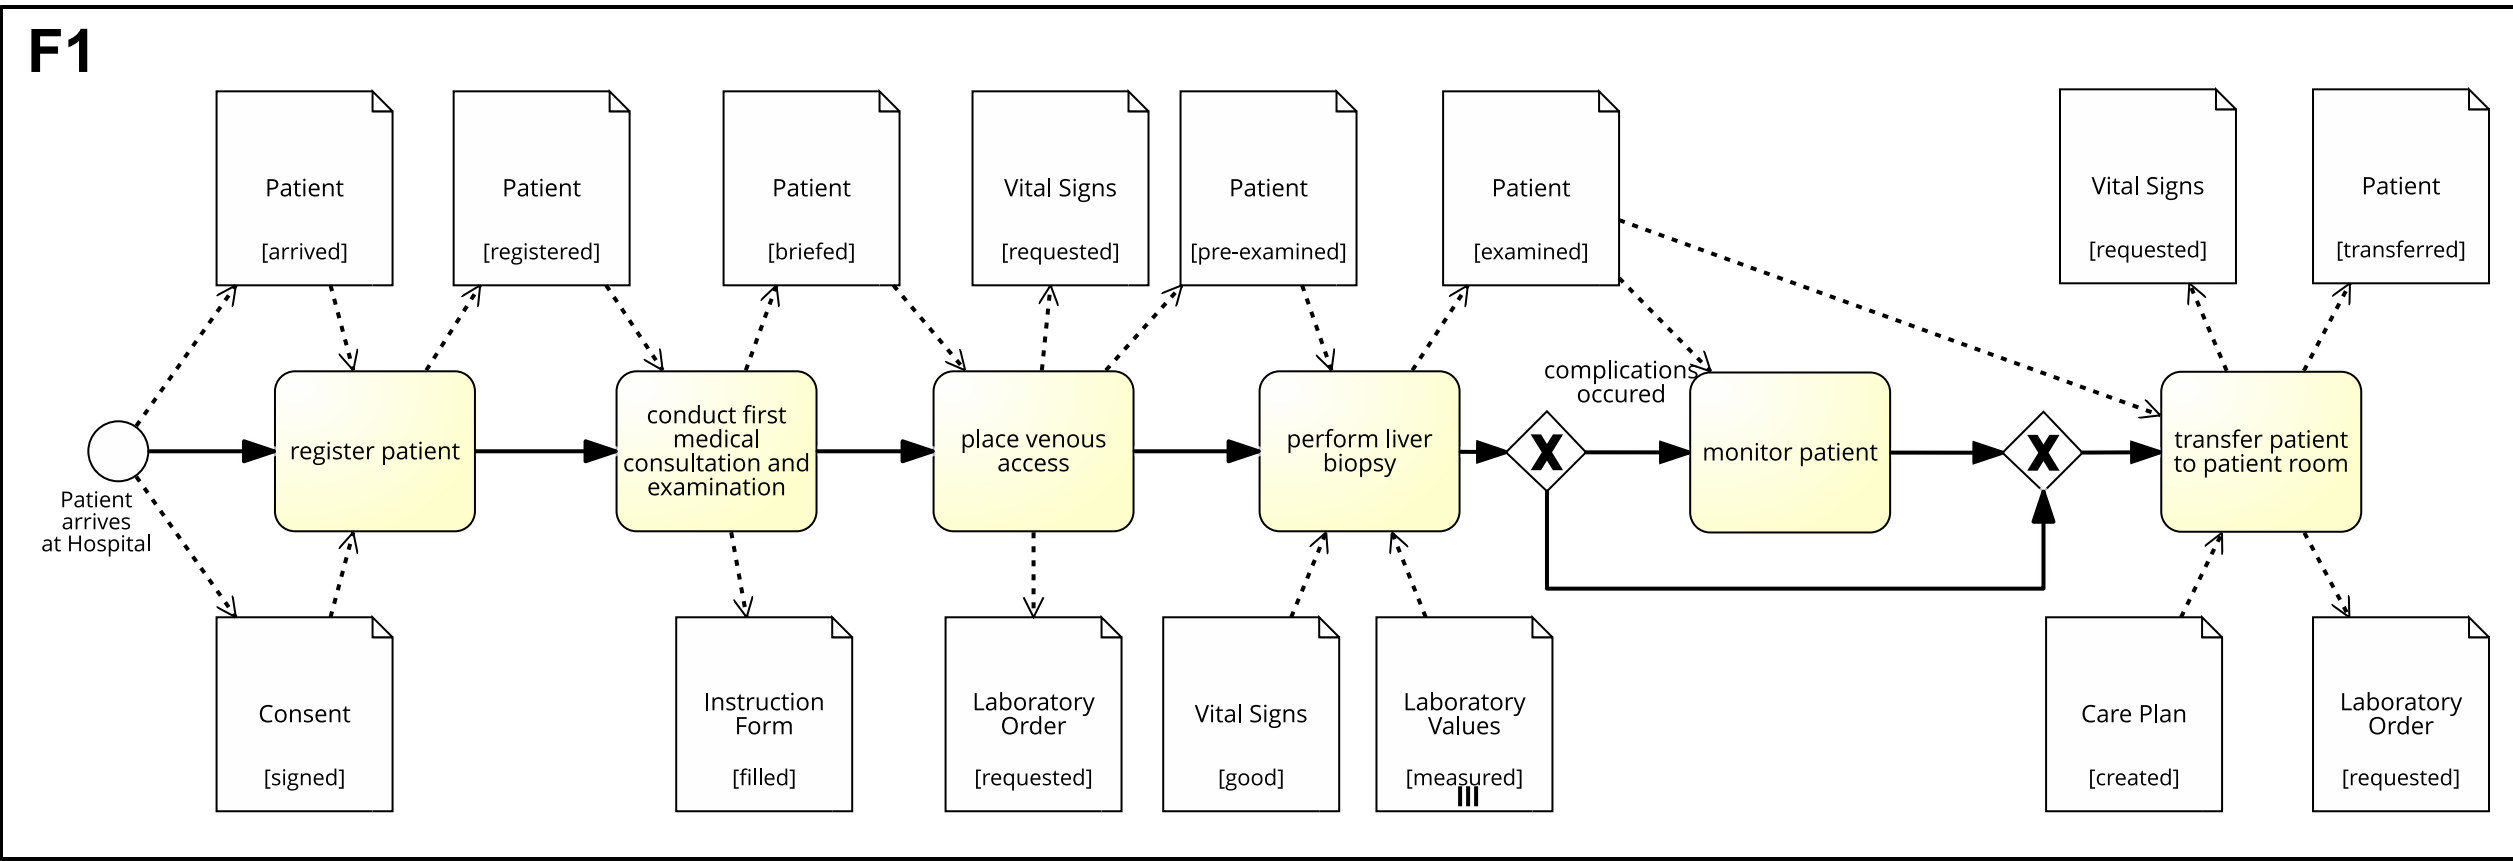 F1
Patient
[arrived]
Patient
[registered]
Patient
[briefed]
Vital Signs
[requested]
Patient
[pre-examined]
Patient
[examined]
Vital Signs
[requested]
Patient
[transferred]
Patient
arrives
at Hospital
register patient
conduct first
medical
consultation and
examination
place venous
access
perform liver
biopsy
X
complications
occured
monitor patient
X
transfer patient
to patient room
Consent
[signed]
Instruction
Form
[filled]
Laboratory
Order
[requested]
Vital Signs
[good]
Laboratory
Values
[measured]
Care Plan
[created]
Laboratory
Order
[requested]